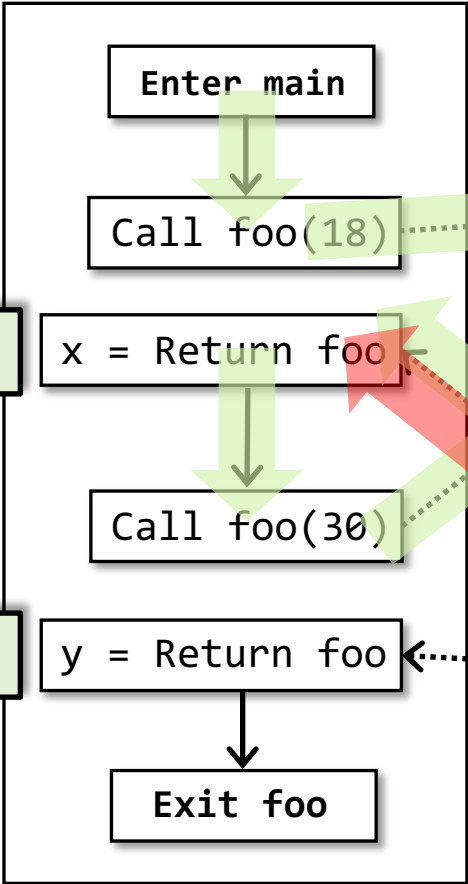 Enter main
Call foo(18)
x = Return foo
Call foo(30)
y = Return foo
Exit foo